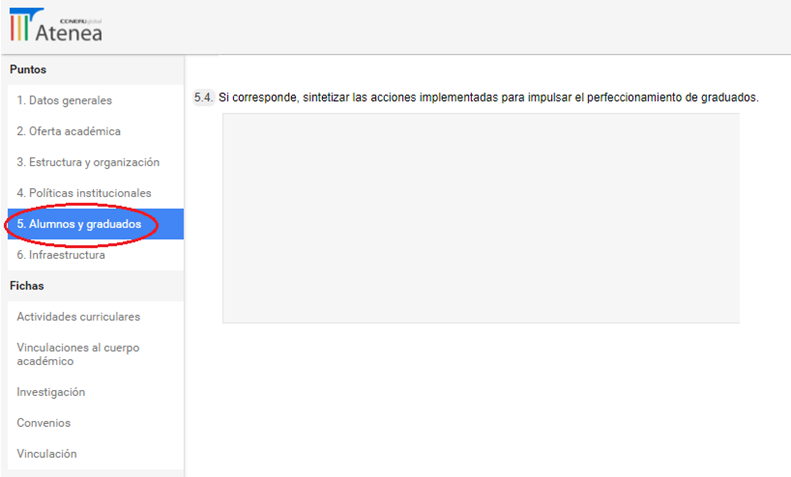 CONEAU global
Atenea
Puntos
1. Datos generales
2. Oferta académica
3. Estructura y organización
4. Políticas institucionales
5. Alumnos y graduados
6. Infraestructura
Fichas
Actividades curriculares
Vinculaciones al cuerpo
académico
Investigación
Convenios
Vinculación
5.4. Si corresponde, sintetizar las acciones implementadas para impulsar el perfeccionamiento de graduados.